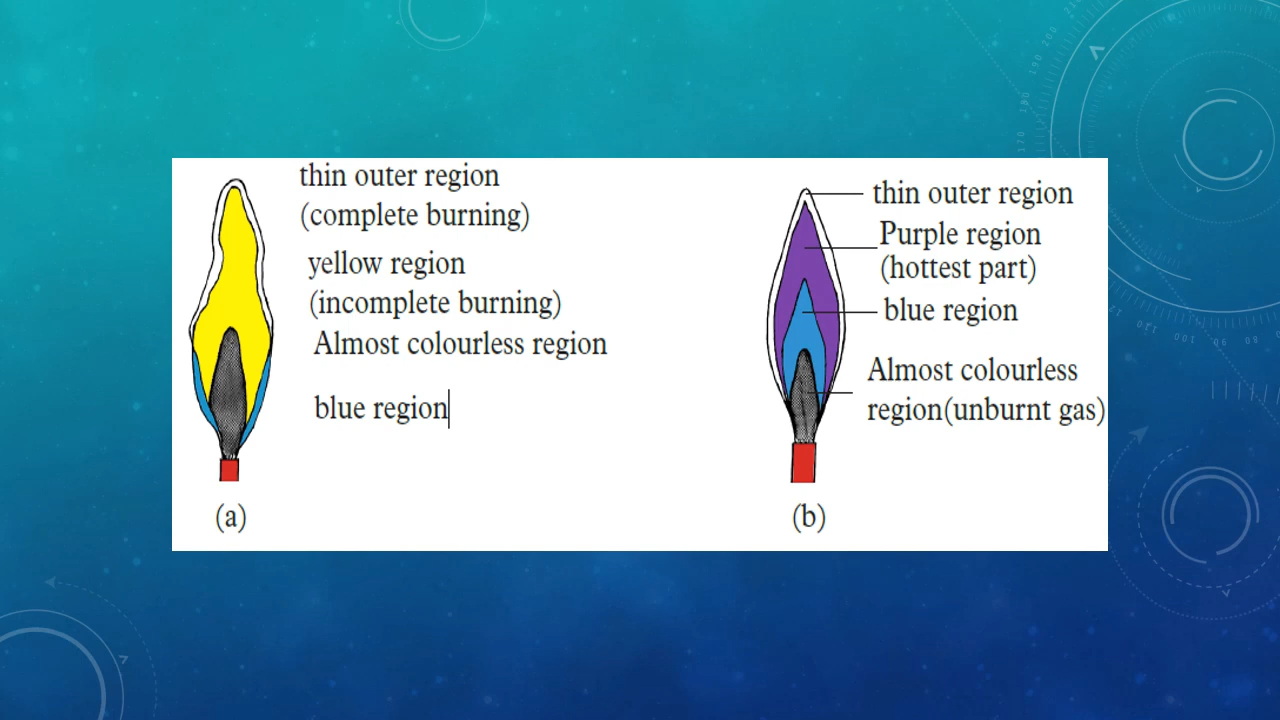 thin outer region
(complete burning)
yellow region
(incomplete burning)
Almost colourless region
blue region
(a)
thin outer region
Purple region
(hottest part)
blue region
Almost colourless
region(unburnt gas)
(b)